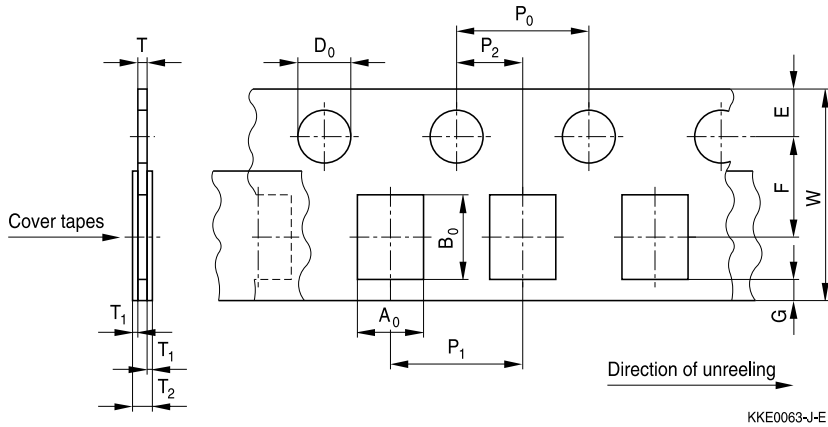 P0
T
D0
P2
E
F
W
Cover tapes
B0
A0
G
T1
P1
T1
T2
Direction of unreeling
KKE0063-J-E